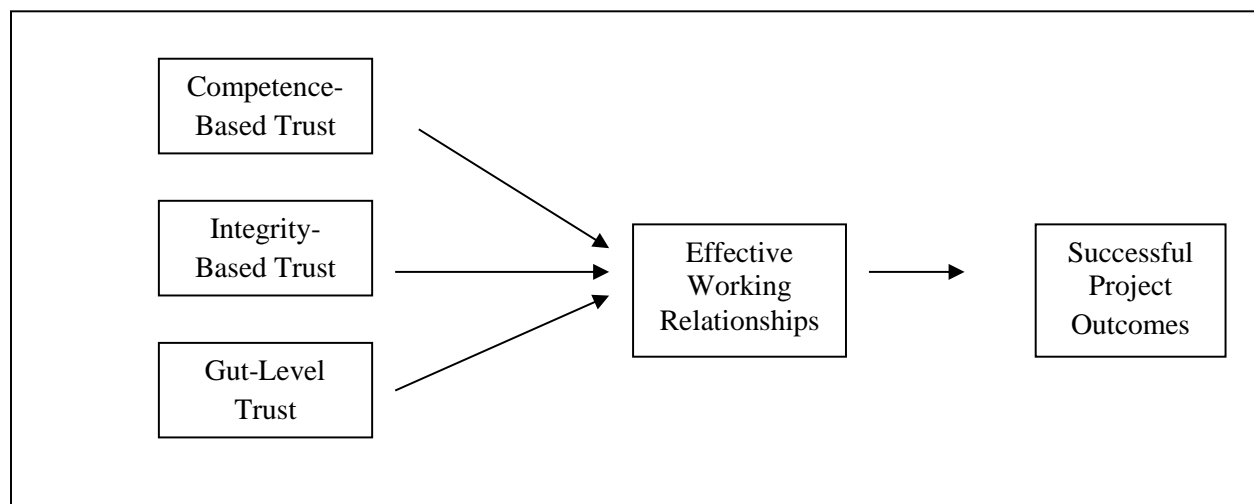 Competence-
Based Trust
Integrity-
Based Trust
Gut-Level
Trust
Effective
Working
Relationships
Successful
Project
Outcomes